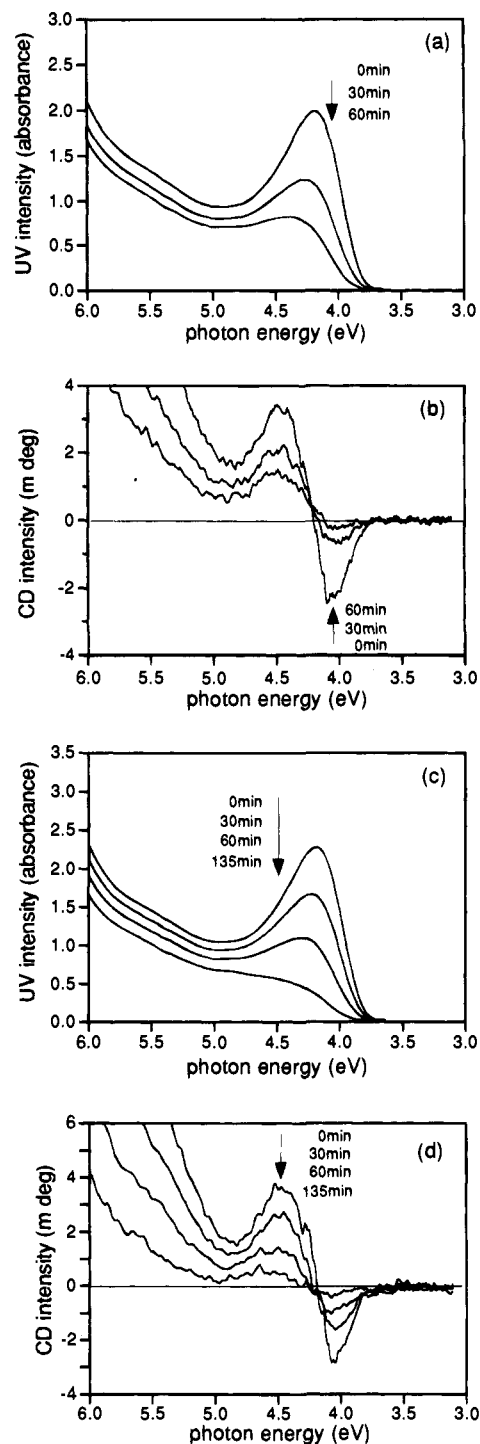 (a)
UV intensity (absorbance)
3.0
2.5
2.0
1.5
1.0
0.5
0.0
0min
30min
60min
6.0 5.5 5.0 4.5 4.0 3.5 3.0
photon energy (eV)
(b)
CD intensity (m deg)
4
2
0
-2
-4
60min
30min
0min
6.0 5.5 5.0 4.5 4.0 3.5 3.0
photon energy (eV)
(c)
UV intensity (absorbance)
3.5
3.0
2.5
2.0
1.5
1.0
0.5
0.0
0min
30min
60min
135min
6.0 5.5 5.0 4.5 4.0 3.5 3.0
photon energy (eV)
(d)
CD intensity (m deg)
6
4
2
0
-2
-4
0min
30min
60min
135min
6.0 5.5 5.0 4.5 4.0 3.5 3.0
photon energy (eV)